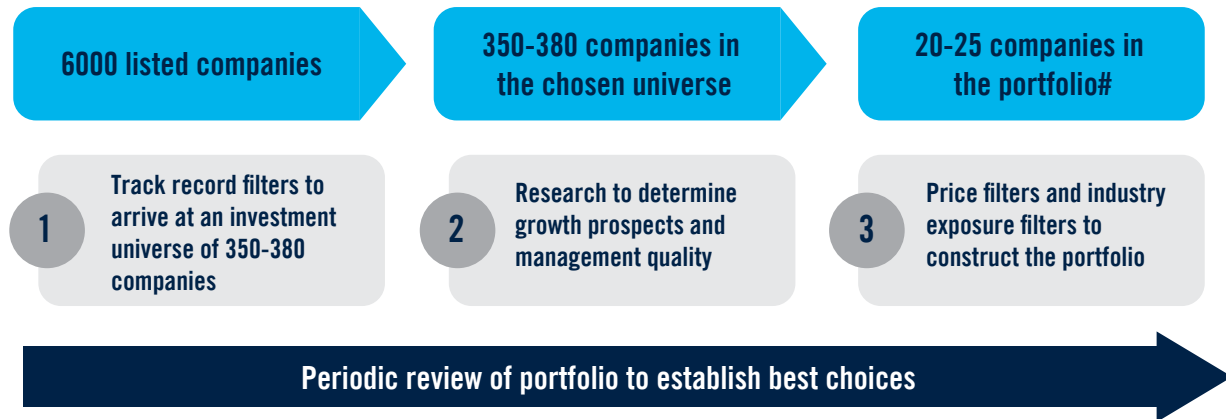 6000 listed companies
350-380 companies in
the chosen universe
20-25 companies in
the portfolio#
1
Track record filters to
arrive at an investment
universe of 350-380
companies
2
Research to determine
growth prospects and
management quality
3
Price filters and industry
exposure filters to
construct the portfolio
Periodic review of portfolio to establish best choices